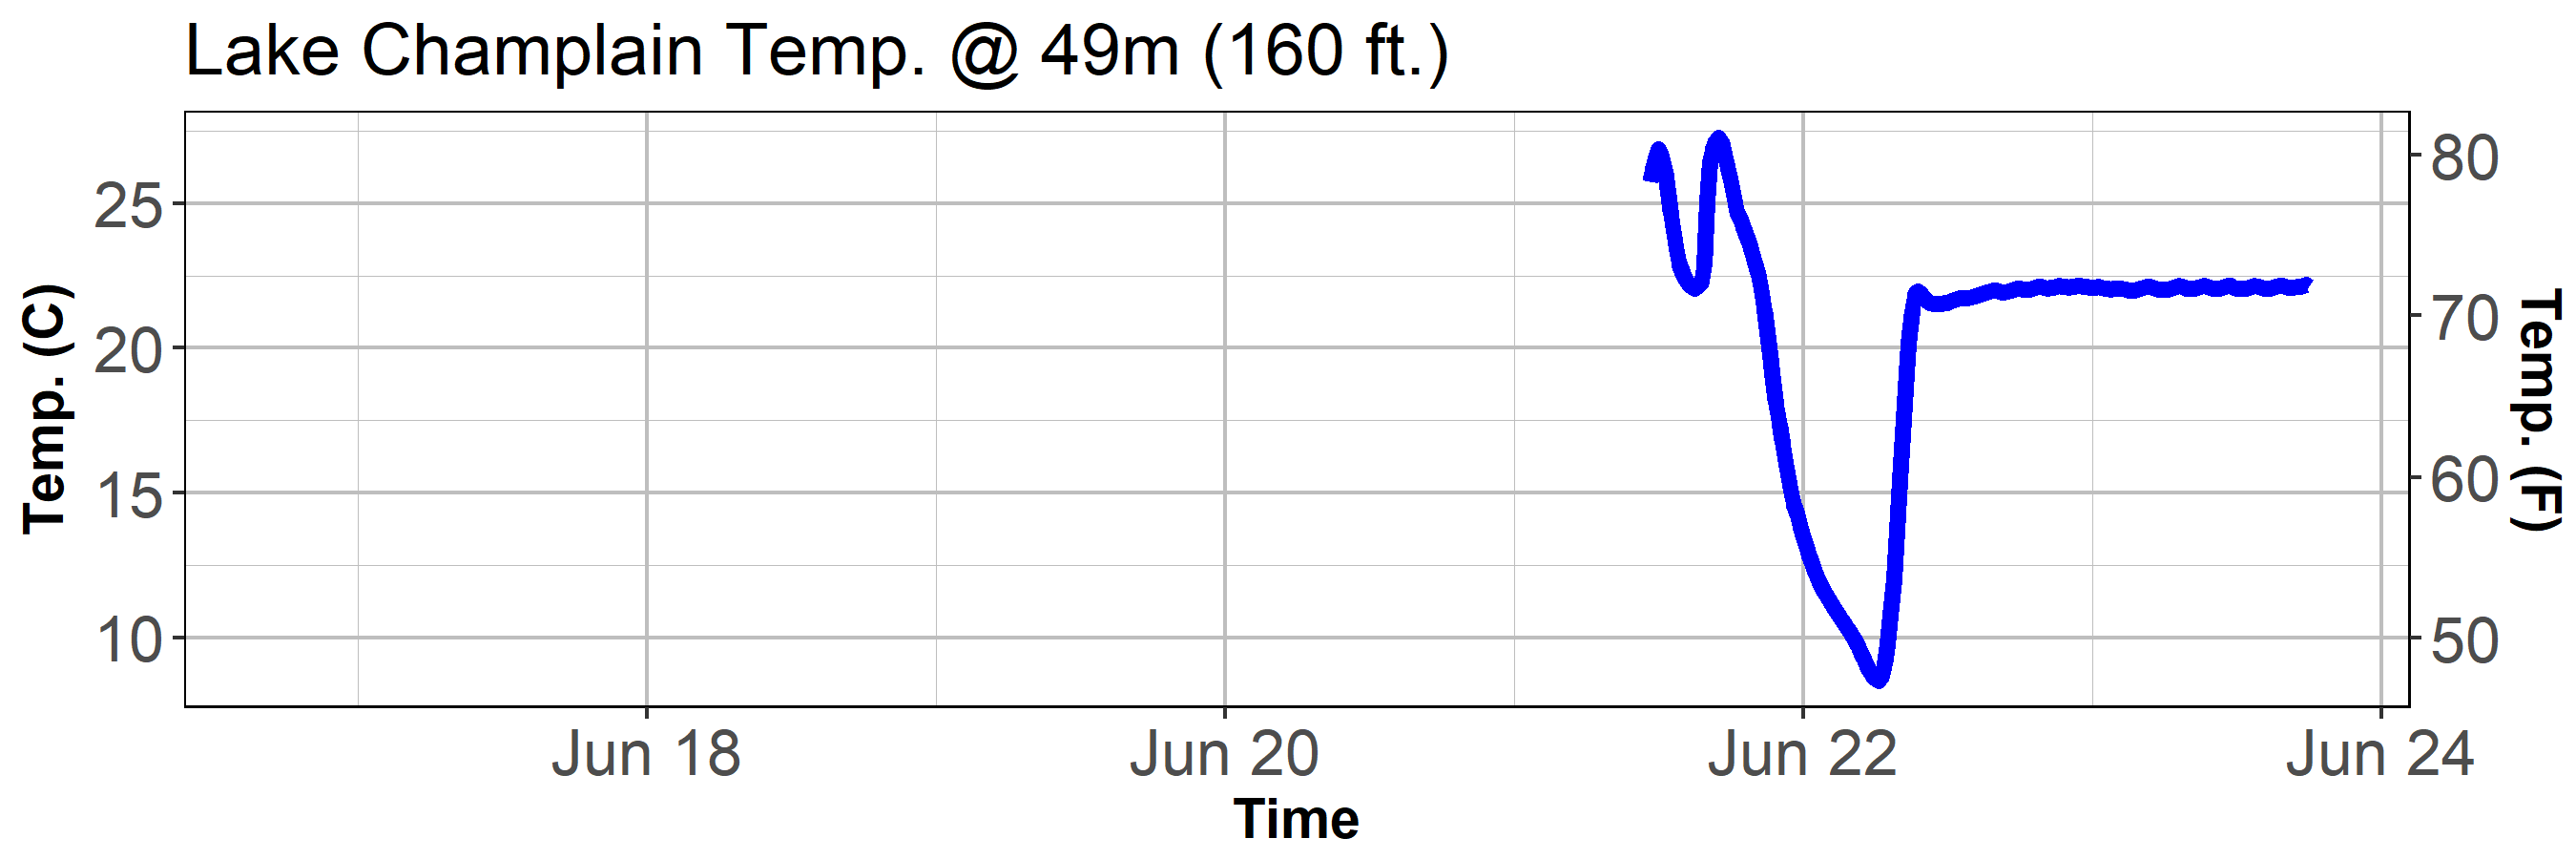 Lake Champlain Temp. @ 49m (160 ft.)
Temp. (C)
25
20
15
10
80
70
60
50
Temp. (F)
Jun 18
Jun 20
Jun 22
Jun 24
Time